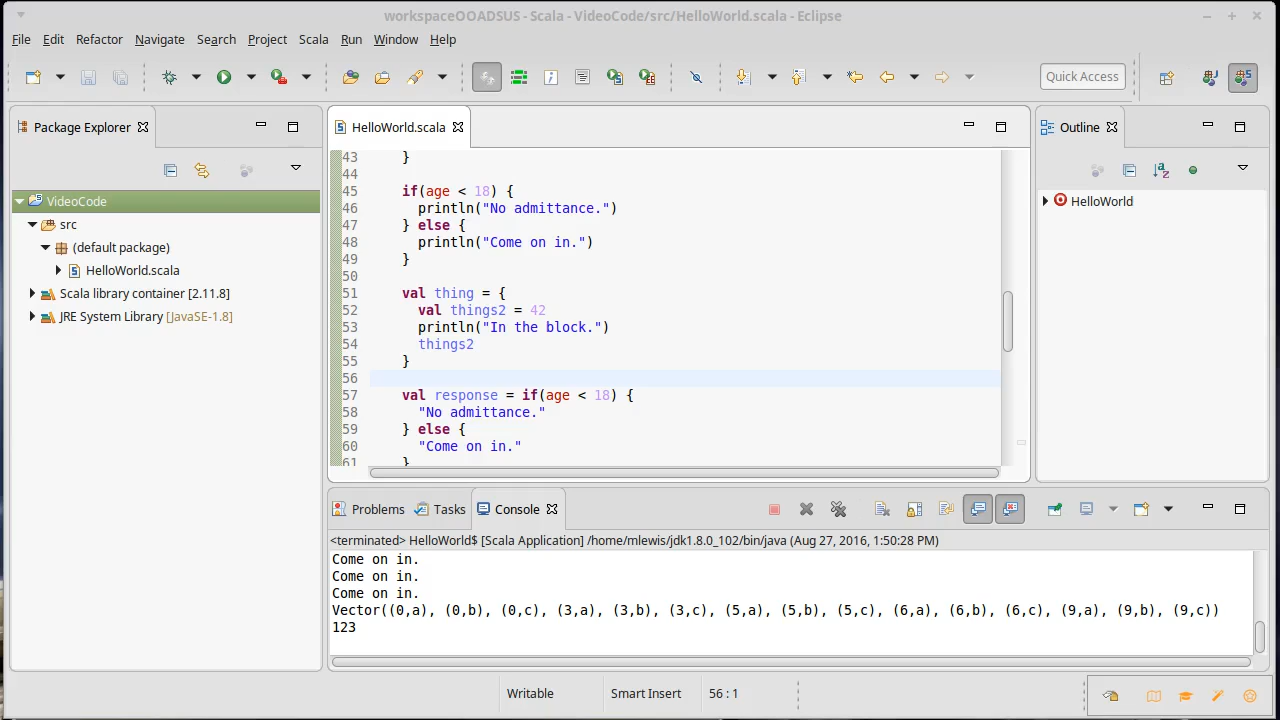 workspaceOOADSUS - Scala - VideoCode/src/HelloWorld.scala - Eclipse
File Edit Refactor Navigate Search Project Scala Run Window Help
Quick Access
Package Explorer
VideoCode
src
(default package)
HelloWorld.scala
Scala library container [2.11.8]
JRE System Library [JavaSE-1.8]
HelloWorld.scala
43     }
44
45     if(age < 18) {
46       println("No admittance.")
47     } else {
48       println("Come on in.")
49     }
50
51     val thing = {
52       val things2 = 42
53       println("In the block.")
54       things2
55     }
56
57     val response = if(age < 18) {
58       "No admittance."
59     } else {
60       "Come on in."
61     }
Outline
HelloWorld
Problems Tasks Console
<terminated> HelloWorld$ [Scala Application] /home/mlewis/jdk1.8.0_102/bin/java (Aug 27, 2016, 1:50:28 PM)
Come on in.
Come on in.
Come on in.
Vector((0,a), (0,b), (0,c), (3,a), (3,b), (3,c), (5,a), (5,b), (5,c), (6,a), (6,b), (6,c), (9,a), (9,b), (9,c))
123
Writable Smart Insert 56 : 1